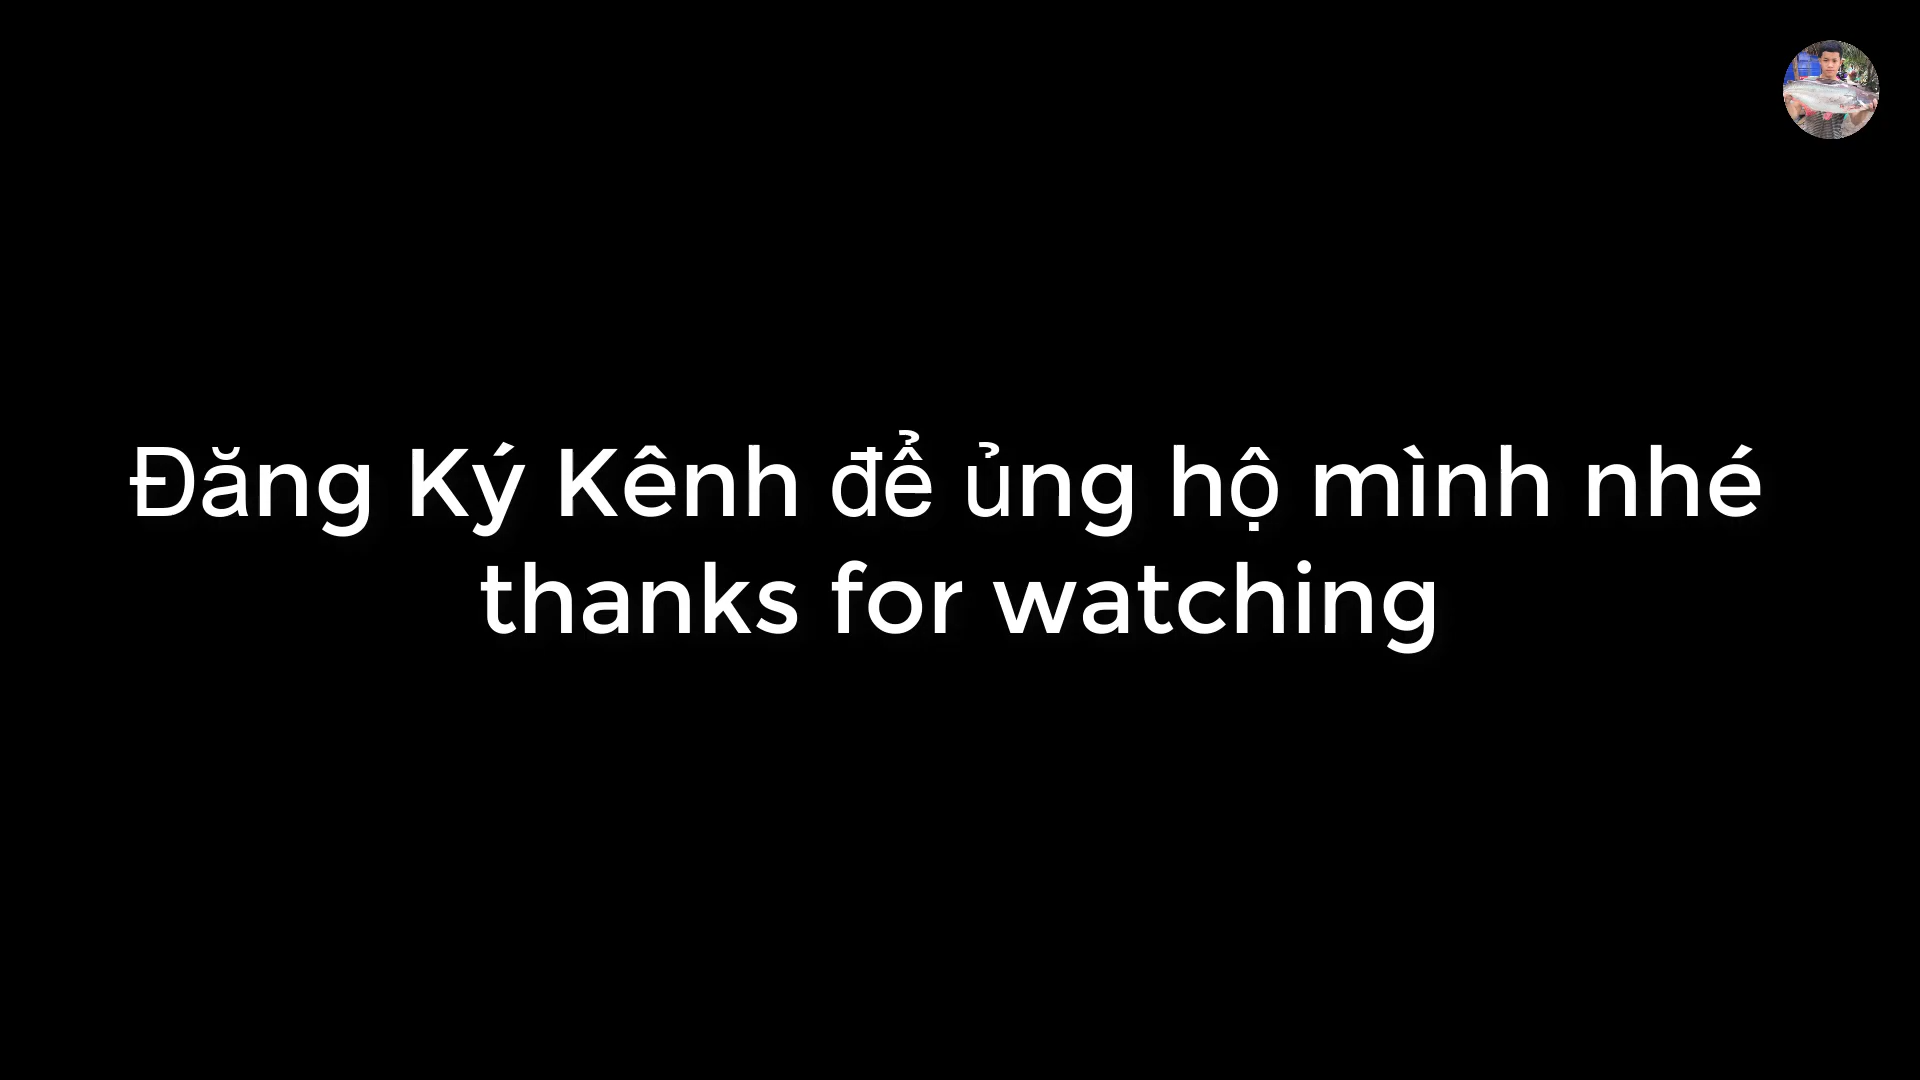 Đăng Ký Kênh để ủng hộ mình nhé
thanks for watching